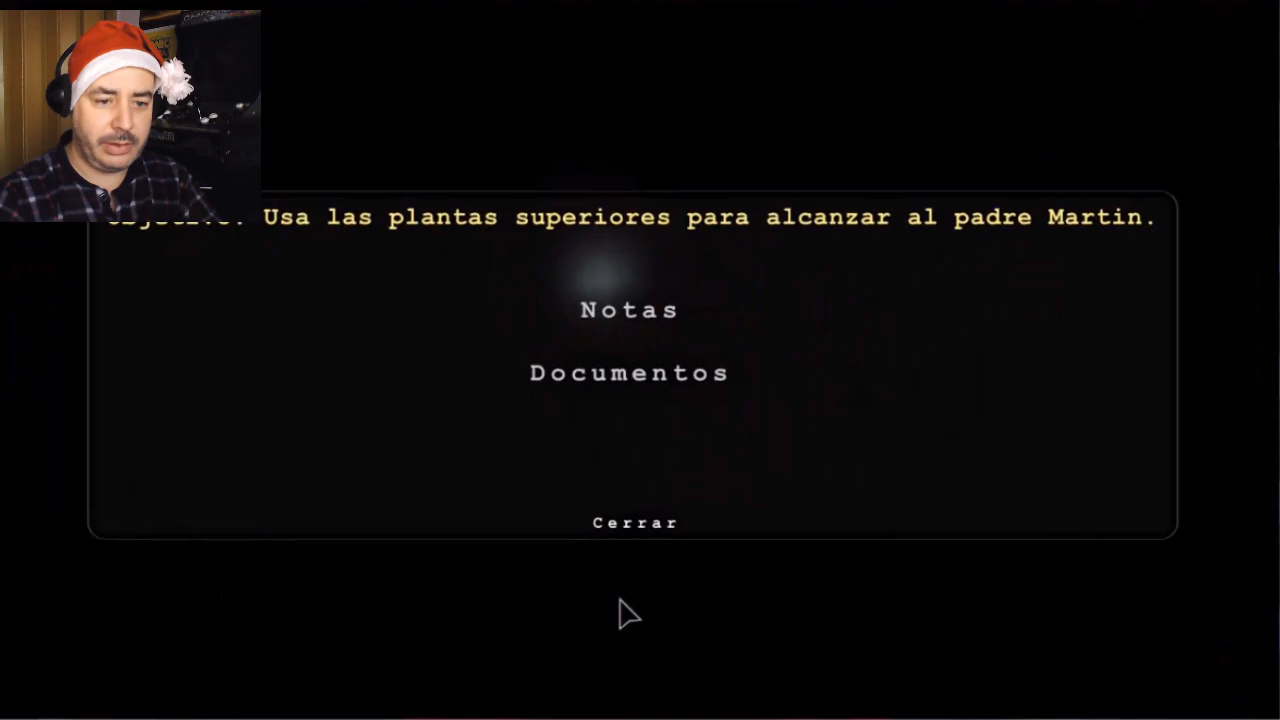 Usa las plantas superiores para alcanzar al padre Martin.
Notas
Documentos
Cerrar